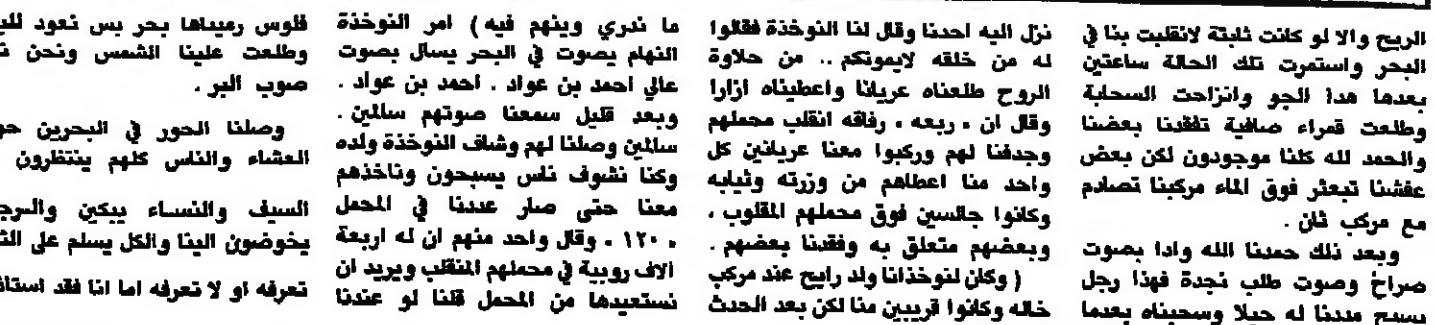 الريح والا لو كانت ثابتة لانقلبت بنا في
البحر واستمرت تلك الحالة ساعتين
بعدها هدا الجو وانزاحت السحابة
وطلعت قمراء صافية تفقدنا بعضنا
والحمد لله كلنا موجودون لكن بعض
عفشنا تبعثر فوق الماء مركبنا تصادم
مع مركب ثان .
وبعد ذلك حمدنا الله وادا بصوت
صراخ وصوت طلب نجدة فهذا رجل
يسبح مددنا له حبلا وسحبناه بعدما
نزل اليه احدنا وقال لنا النوخذة فقالوا
له من خلقه لايمونكم .. من حلاوة
الروح طلعناه عريانا واعطيناه ازارا
وقال ان ، ربعه ، رفاقه انقلب محملهم
وجدفنا لهم وركبوا معنا عريانين كل
واحد منا اعطاهم من وزرته وثيابه
وكانوا جالسين فوق محملهم المقلوب ،
وبعضهم متعلق به وفقدنا بعضهم .
( وكان لنوخذانا ولد رايح عند مركب
خاله وكانوا قريبين منا لكن بعد الحدث
ما ندري وينهم فيه ) امر النوخذة
النهام يصوت في البحر يسال بصوت
عالي احمد بن عواد . احمد بن عواد .
وبعد قليل سمعنا صوتهم سالمين .
سالمين وصلنا لهم وشاف النوخذة ولده
وكنا نشوف ناس يسبحون وناخذهم
معنا حتى صار عددنا في المحمل
، ١٢٠ ، وقال واحد منهم ان له اربعة
الاف روبية في محملهم المنقلب ويريد ان
نستعيدها من المحمل قلنا لو عندنا
فلوس رميناها بحر بس نعود
وطلعت علينا الشمس ونحن
صوب البر .
وصلنا الحور في البحرين
العشاء والناس كلهم ينتظرون
السيف والنساء يبكين
يخوضون الينا والكل يسلم على
تعرفه او لا تعرفه اما انا فقد